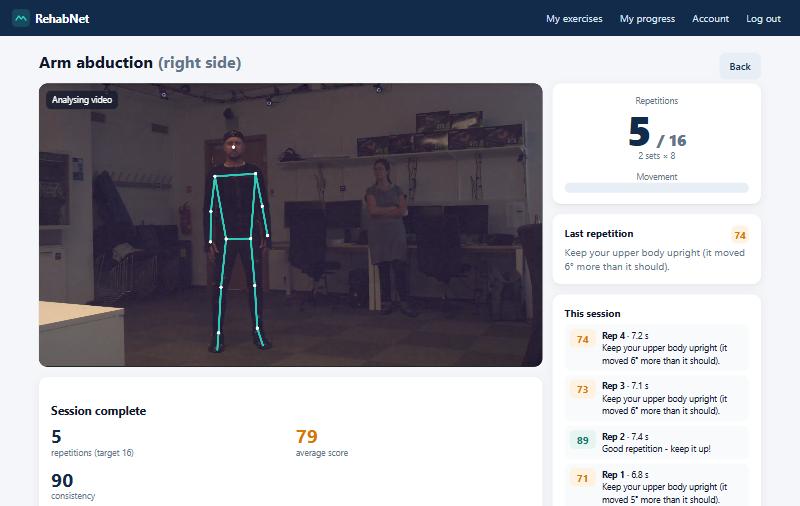 RehabNet
My exercises
My progress
Account
Log out
Arm abduction (right side)
Back
Analysing video
Repetitions
5 / 16
2 sets × 8
Movement
Last repetition
74
Keep your upper body upright (it moved
6° more than it should).
This session
74
Rep 4 · 7.2 s
Keep your upper body upright (it
moved 6° more than it should).
73
Rep 3 · 7.1 s
Keep your upper body upright (it
moved 6° more than it should).
89
Rep 2 · 7.4 s
Good repetition - keep it up!
71
Rep 1 · 6.8 s
Keep your upper body upright (it
moved 5° more than it should).
Session complete
5
repetitions (target 16)
79
average score
90
consistency